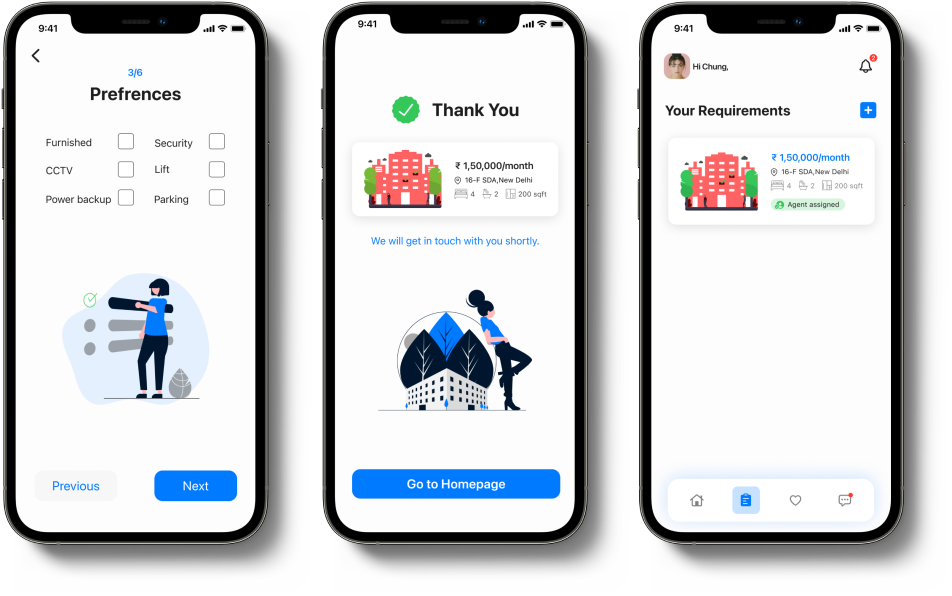 9:41
3/6
Prefrences
Furnished
Security
CCTV
Lift
Power backup
Parking
Previous
Next
9:41
Thank You
₹ 1,50,000/month
16-F SDA,New Delhi
4 2 200 sqft
We will get in touch with you shortly.
Go to Homepage
9:41
Hi Chung,
2
Your Requirements
₹ 1,50,000/month
16-F SDA,New Delhi
4 2 200 sqft
Agent assigned